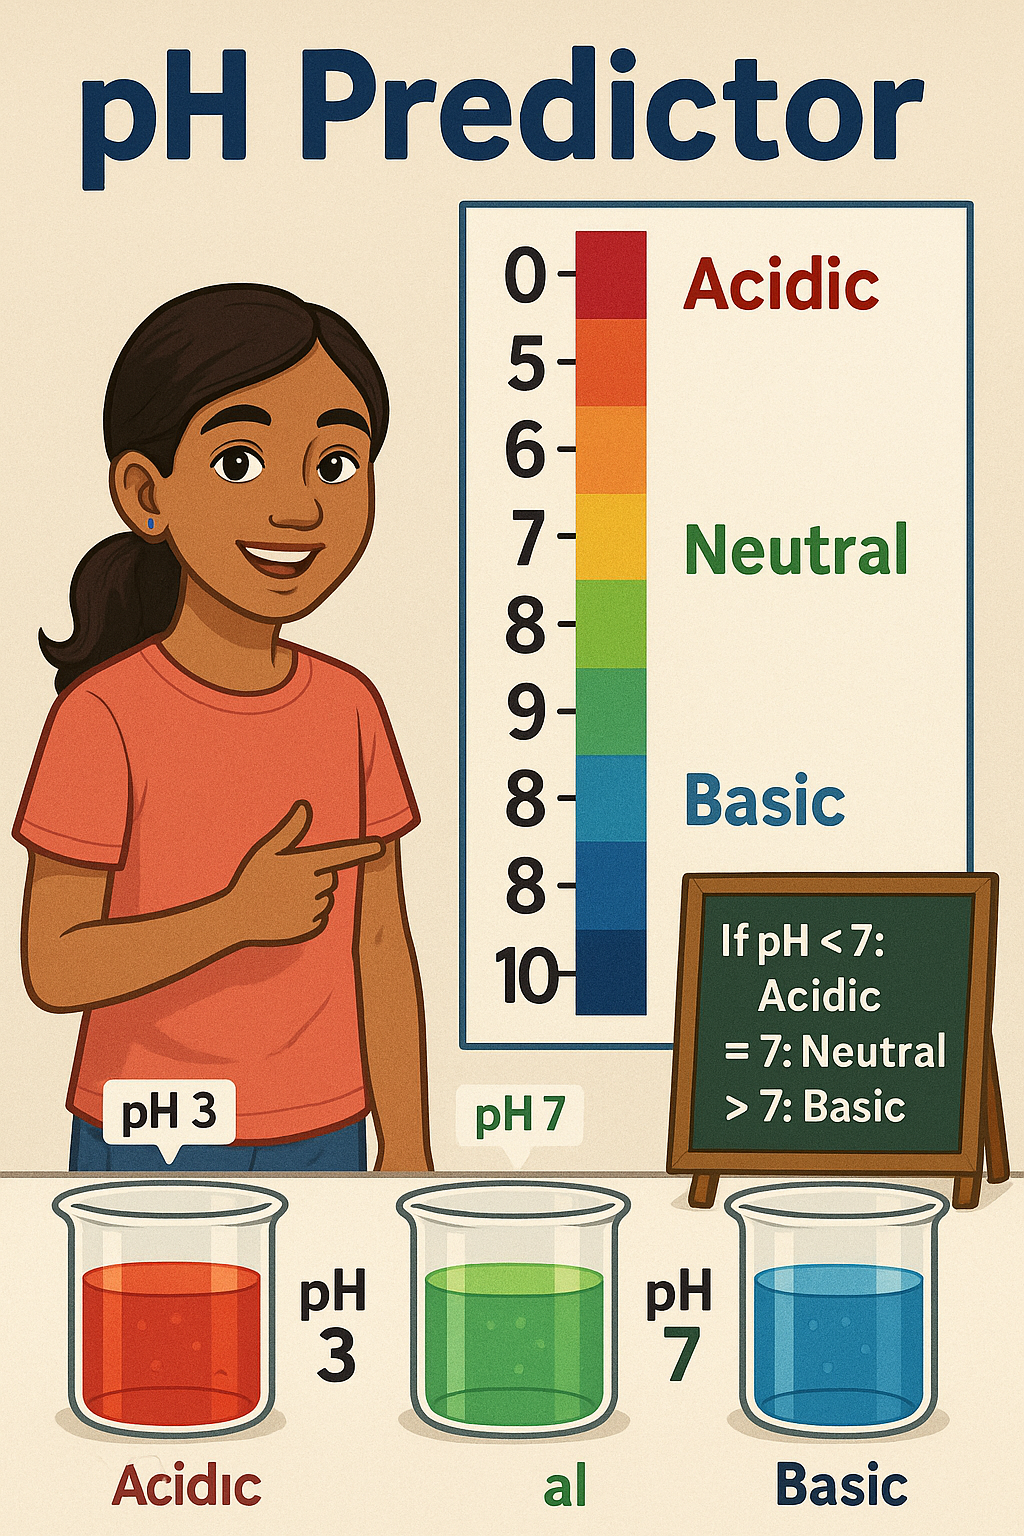 pH Predictor
0
Acidic
5
6
7
Neutral
8
9
8
Basic
8
10
If pH < 7:
Acidic
= 7: Neutral
> 7: Basic
pH 3
pH 7
pH
3
pH
7
Acidıc
al
Basic